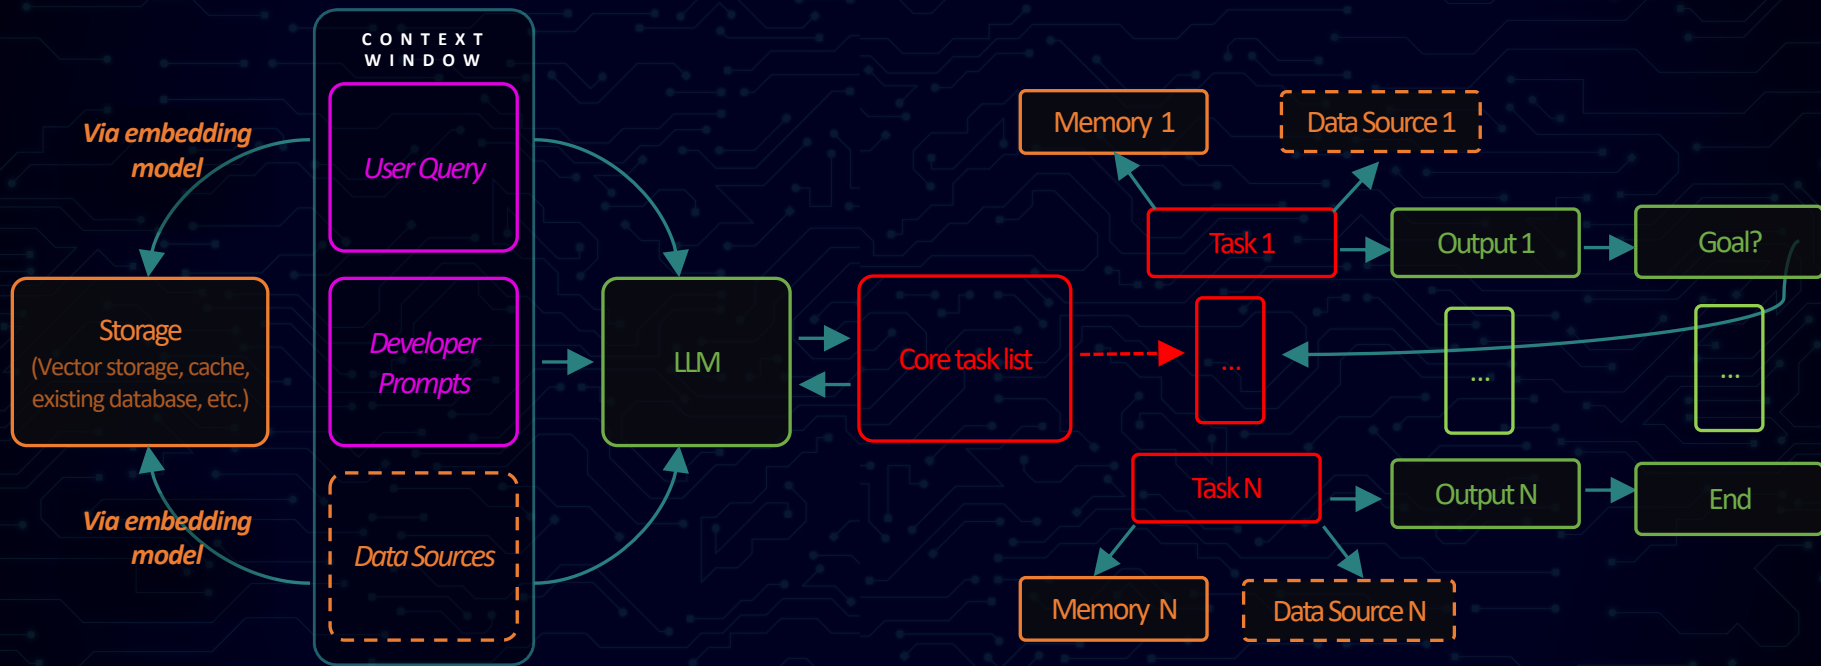 CONTEXT
WINDOW
Via embedding
model
User Query
Storage
(Vector storage, cache,
existing database, etc.)
Developer
Prompts
Via embedding
model
Data Sources
LLM
Core task list
Memory 1
Data Source 1
Task 1
Output 1
Goal?
...
...
...
Task N
Output N
End
Memory N
Data Source N